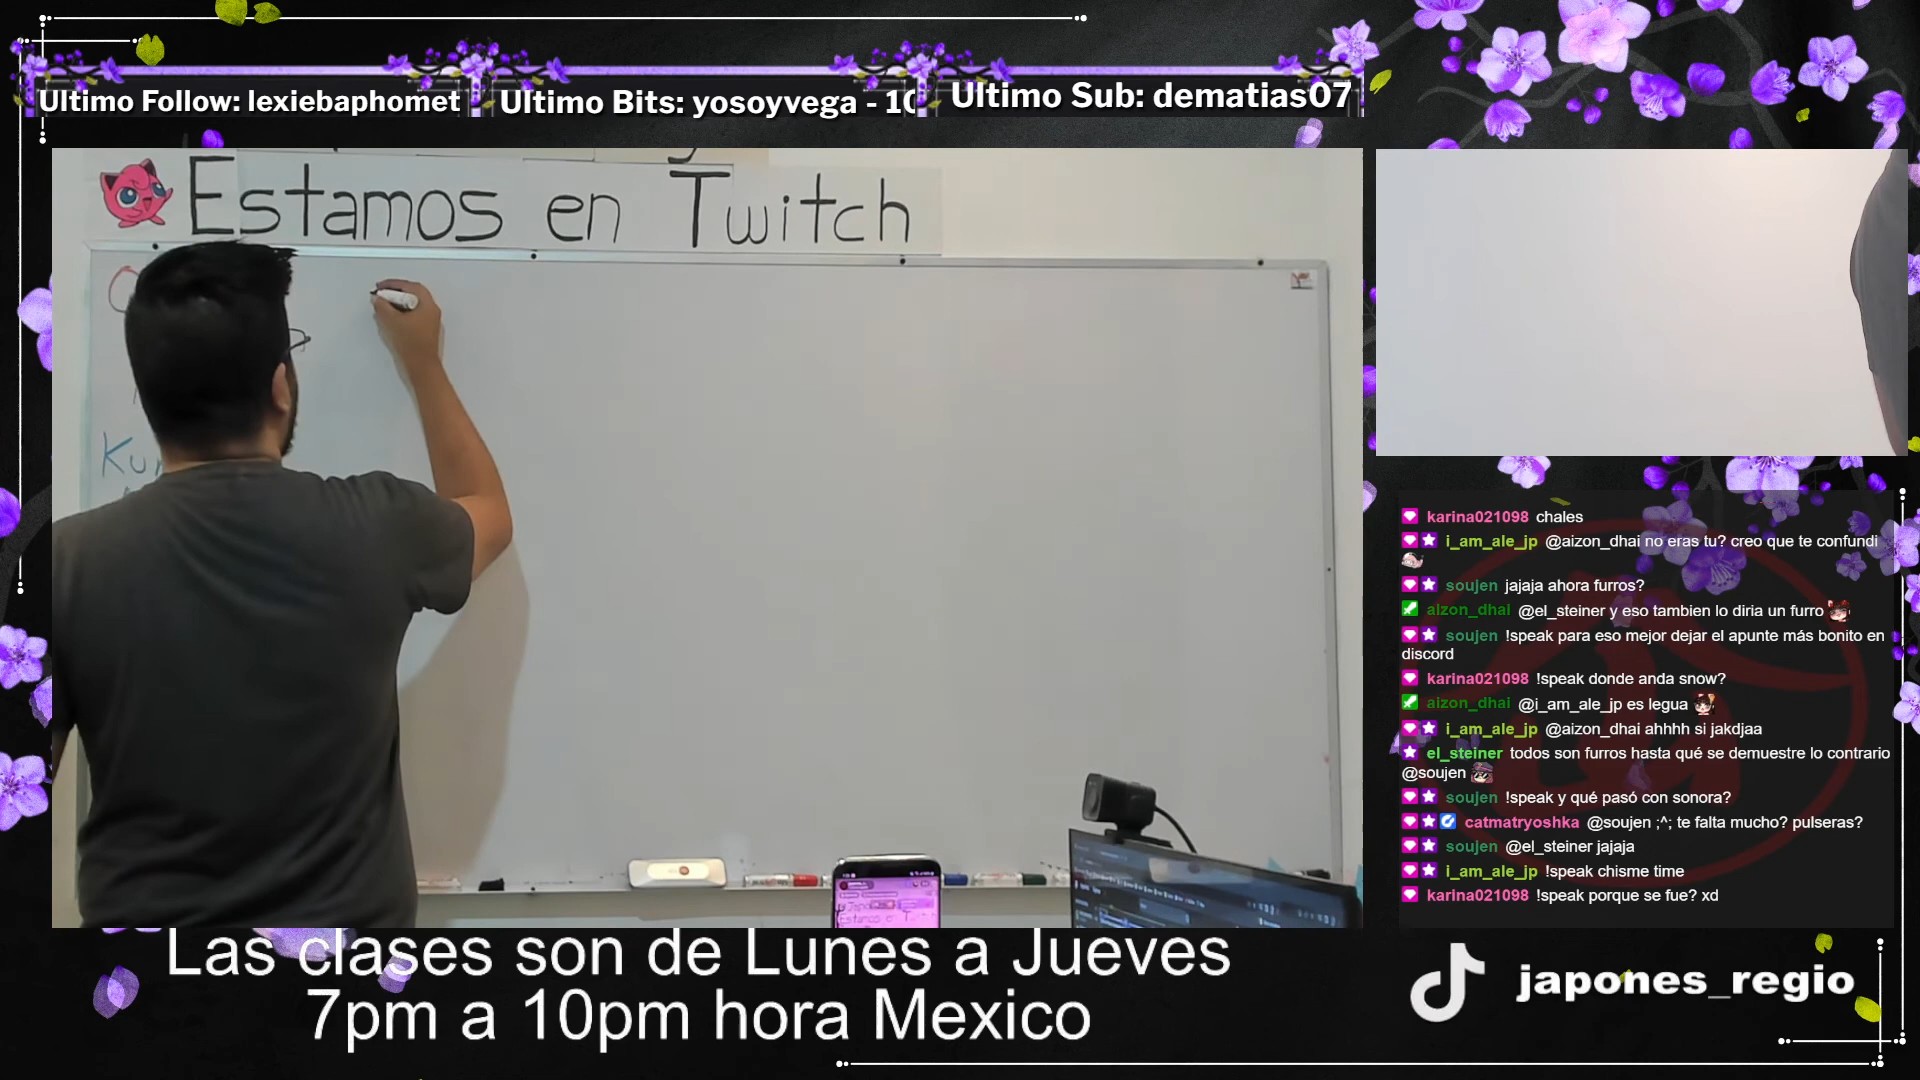 Ultimo Follow: lexiebaphomet
Ultimo Bits: yosoyvega - 10
Ultimo Sub: dematias07
Estamos en Twitch
karina021098 chales
i_am_ale_jp @aizon_dhai no eras tu? creo que te confundi
soujen jajaja ahora furros?
aizon_dhai @el_steiner y eso tambien lo diria un furro
soujen !speak para eso mejor dejar el apunte más bonito en
discord
karina021098 !speak donde anda snow?
aizon_dhai @i_am_ale_jp es legua
i_am_ale_jp @aizon_dhai ahhhh si jakdjaa
el_steiner todos son furros hasta qué se demuestre lo contrario
@soujen
soujen !speak y qué pasó con sonora?
catmatryoshka @soujen ;^; te falta mucho? pulseras?
soujen @el_steiner jajaja
i_am_ale_jp !speak chisme time
karina021098 !speak porque se fue? xd
Las clases son de Lunes a Jueves
7pm a 10pm hora Mexico
japones_regio